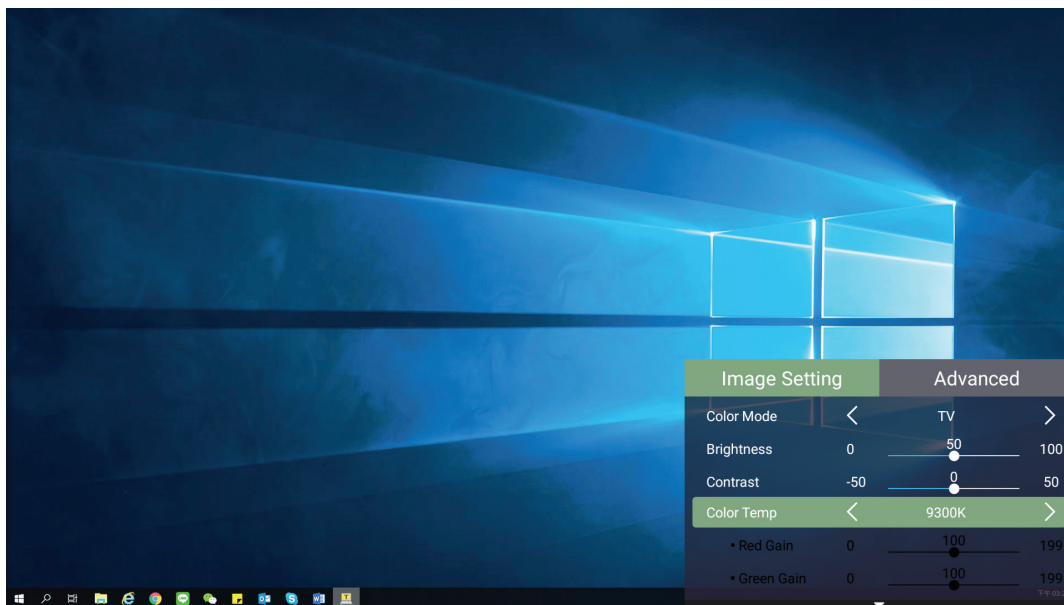 Image Setting Advanced
Color Mode TV
Brightness 0 50 100
Contrast -50 0 50
Color Temp 9300K
• Red Gain 0 100 199
• Green Gain 0 100 199